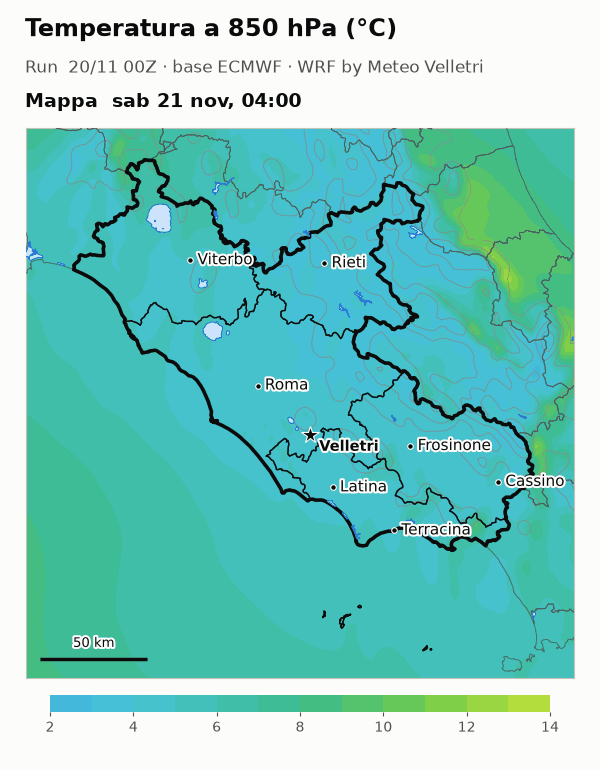 Temperatura a 850 hPa (°C)
Run  20/11 00Z · base ECMWF · WRF by Meteo Velletri
Mappa  sab 21 nov, 04:00
Viterbo
Rieti
Roma
Velletri
Frosinone
Cassino
Latina
Terracina
50 km
2 4 6 8 10 12 14